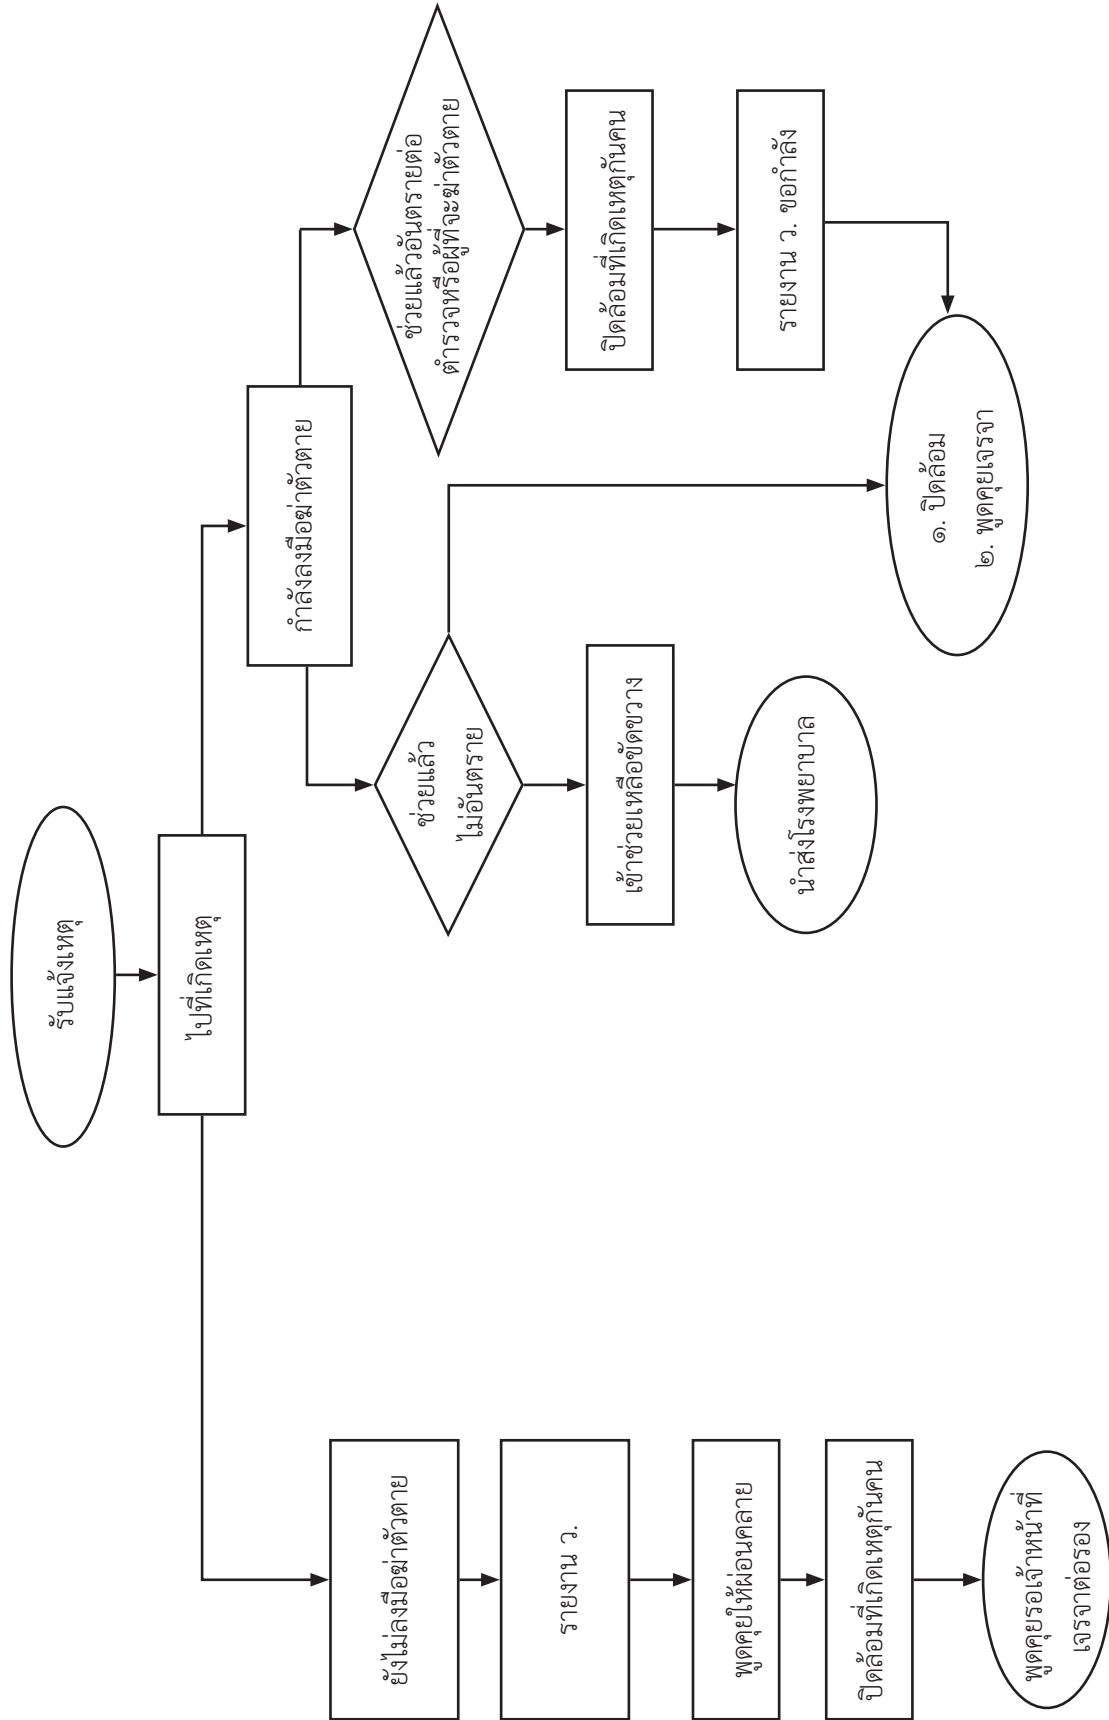 รับแจ้งเหตุ
ไปที่เกิดเหตุ
ยังไม่ลงมือฆ่าตัวตาย
รายงาน ว.
พูดคุยให้ผ่อนคลาย
ปิดล้อมที่เกิดเหตุกันคน
พูดคุยรอเจ้าหน้าที่
เจรจาต่อรอง
กำลังลงมือฆ่าตัวตาย
ช่วยแล้ว
ไม่อันตราย
เข้าช่วยเหลือขัดขวาง
นำส่งโรงพยาบาล
ช่วยแล้วอันตรายต่อ
ตำรวจหรือผู้ที่จะฆ่าตัวตาย
ปิดล้อมที่เกิดเหตุกันคน
รายงาน ว. ขอกำลัง
๑. ปิดล้อม
๒. พูดคุยเจรจา